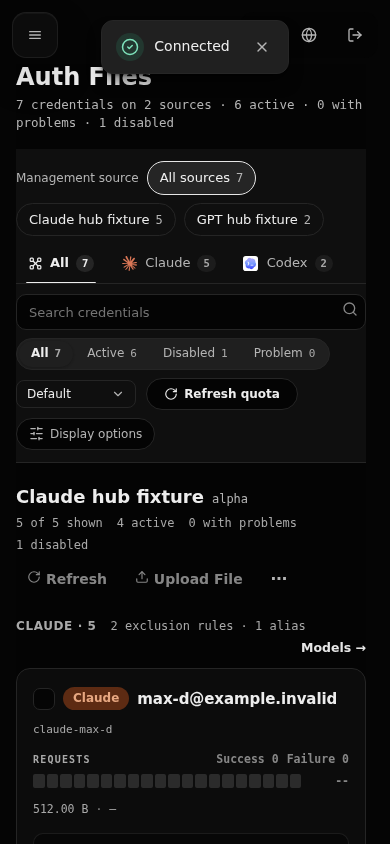 Connected
Auth Files
7 credentials on 2 sources · 6 active · 0 with
problems · 1 disabled
Management source All sources 7
Claude hub fixture 5 GPT hub fixture 2
All 7 Claude 5 Codex 2
Search credentials
All 7 Active 6 Disabled 1 Problem 0
Default Refresh quota
Display options
Claude hub fixture alpha
5 of 5 shown 4 active 0 with problems
1 disabled
Refresh Upload File ···
CLAUDE · 5 2 exclusion rules · 1 alias
Models →
Claude max-d@example.invalid
claude-max-d
REQUESTS Success 0 Failure 0
--
512.00 B · —